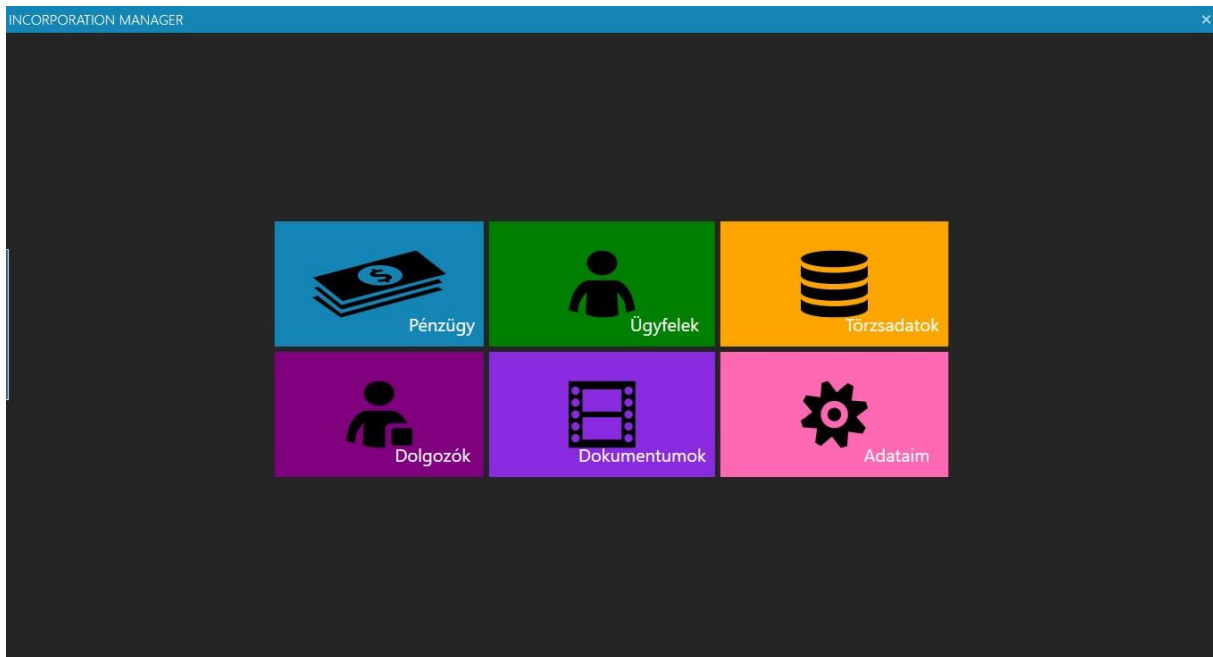 INCORPORATION MANAGER
Pénzügy
Ügyfelek
Törzsadatok
Dolgozók
Dokumentumok
Adataim